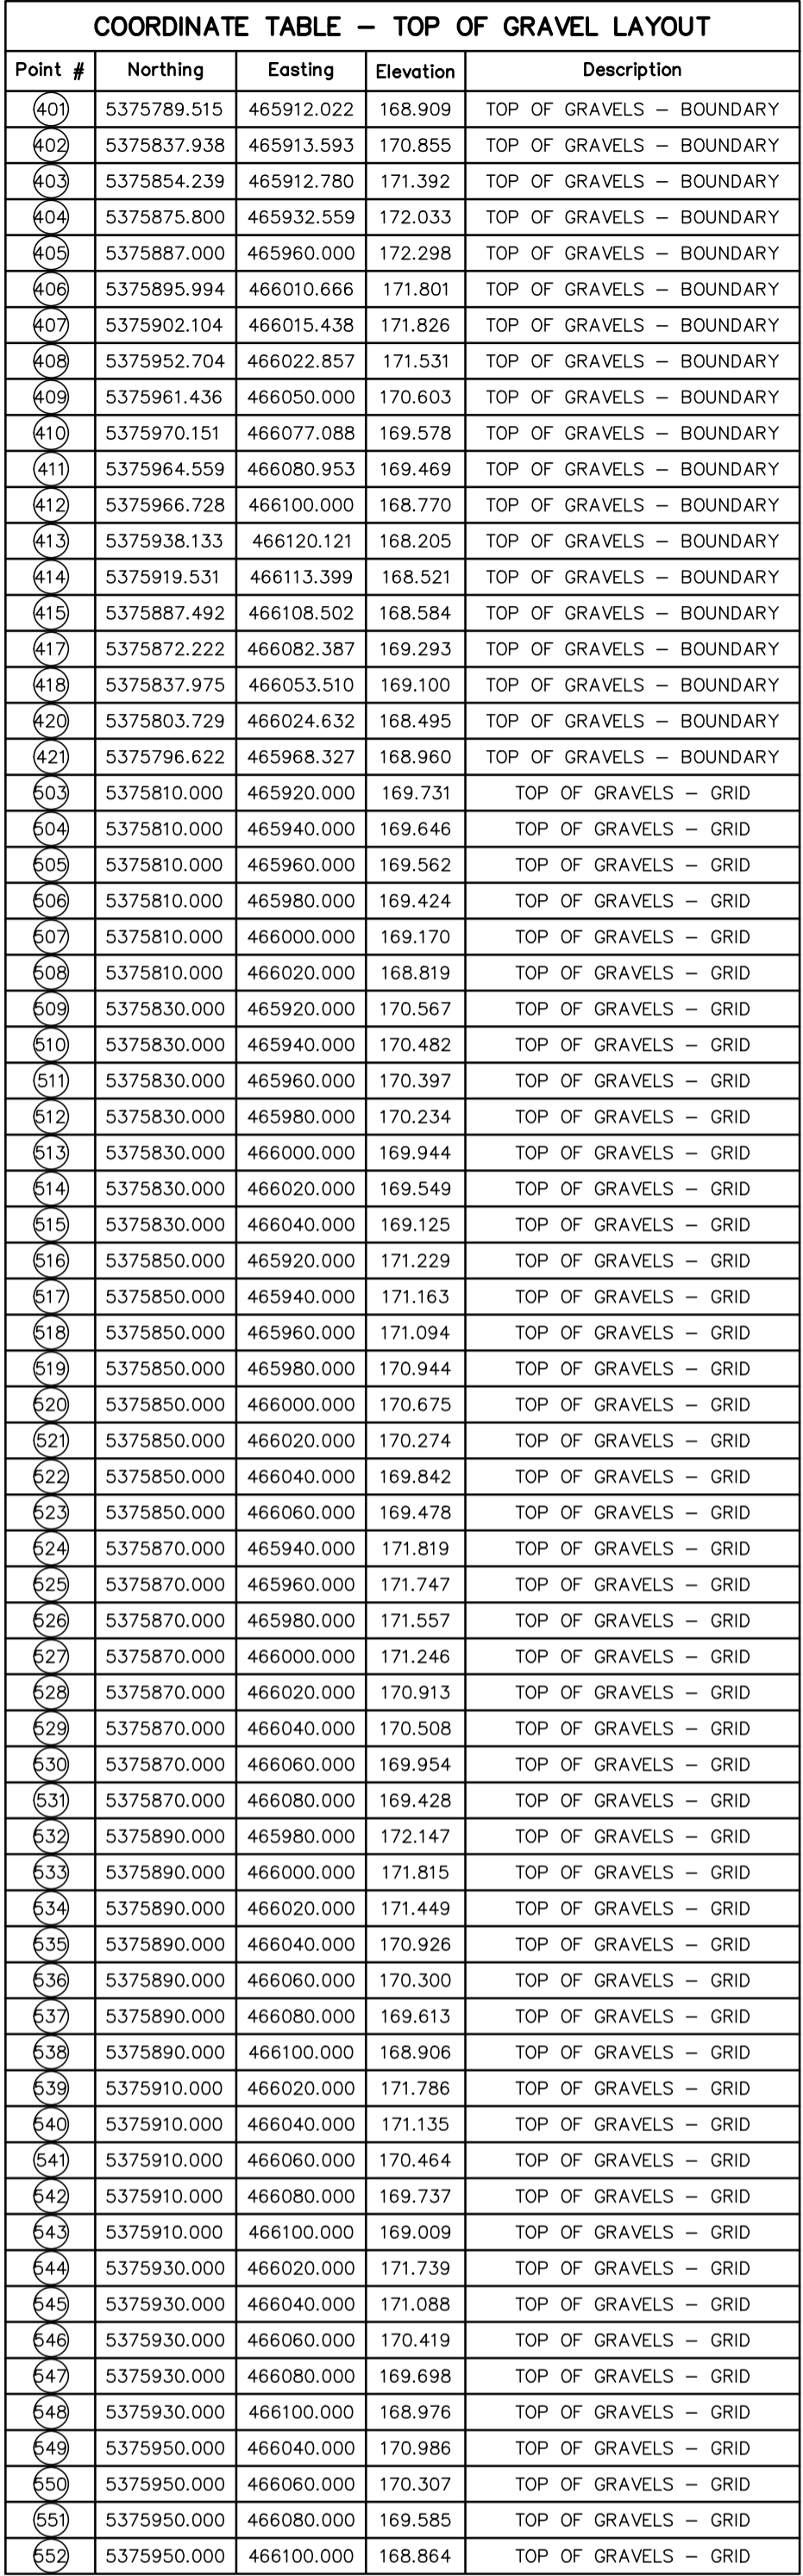 COORDINATE TABLE – TOP OF GRAVEL LAYOUT
Point # Northing Easting Elevation Description
401 5375789.515 465912.022 168.909 TOP OF GRAVELS – BOUNDARY
402 5375837.938 465913.593 170.855 TOP OF GRAVELS – BOUNDARY
403 5375854.239 465912.780 171.392 TOP OF GRAVELS – BOUNDARY
404 5375875.800 465932.559 172.033 TOP OF GRAVELS – BOUNDARY
405 5375887.000 465960.000 172.298 TOP OF GRAVELS – BOUNDARY
406 5375895.994 466010.666 171.801 TOP OF GRAVELS – BOUNDARY
407 5375902.104 466015.438 171.826 TOP OF GRAVELS – BOUNDARY
408 5375952.704 466022.857 171.531 TOP OF GRAVELS – BOUNDARY
409 5375961.436 466050.000 170.603 TOP OF GRAVELS – BOUNDARY
410 5375970.151 466077.088 169.578 TOP OF GRAVELS – BOUNDARY
411 5375964.559 466080.953 169.469 TOP OF GRAVELS – BOUNDARY
412 5375966.728 466100.000 168.770 TOP OF GRAVELS – BOUNDARY
413 5375938.133 466120.121 168.205 TOP OF GRAVELS – BOUNDARY
414 5375919.531 466113.399 168.521 TOP OF GRAVELS – BOUNDARY
415 5375887.492 466108.502 168.584 TOP OF GRAVELS – BOUNDARY
417 5375872.222 466082.387 169.293 TOP OF GRAVELS – BOUNDARY
418 5375837.975 466053.510 169.100 TOP OF GRAVELS – BOUNDARY
420 5375803.729 466024.632 168.495 TOP OF GRAVELS – BOUNDARY
421 5375796.622 465968.327 168.960 TOP OF GRAVELS – BOUNDARY
503 5375810.000 465920.000 169.731 TOP OF GRAVELS – GRID
504 5375810.000 465940.000 169.646 TOP OF GRAVELS – GRID
505 5375810.000 465960.000 169.562 TOP OF GRAVELS – GRID
506 5375810.000 465980.000 169.424 TOP OF GRAVELS – GRID
507 5375810.000 466000.000 169.170 TOP OF GRAVELS – GRID
508 5375810.000 466020.000 168.819 TOP OF GRAVELS – GRID
509 5375830.000 465920.000 170.567 TOP OF GRAVELS – GRID
510 5375830.000 465940.000 170.482 TOP OF GRAVELS – GRID
511 5375830.000 465960.000 170.397 TOP OF GRAVELS – GRID
512 5375830.000 465980.000 170.234 TOP OF GRAVELS – GRID
513 5375830.000 466000.000 169.944 TOP OF GRAVELS – GRID
514 5375830.000 466020.000 169.549 TOP OF GRAVELS – GRID
515 5375830.000 466040.000 169.125 TOP OF GRAVELS – GRID
516 5375850.000 465920.000 171.229 TOP OF GRAVELS – GRID
517 5375850.000 465940.000 171.163 TOP OF GRAVELS – GRID
518 5375850.000 465960.000 171.094 TOP OF GRAVELS – GRID
519 5375850.000 465980.000 170.944 TOP OF GRAVELS – GRID
520 5375850.000 466000.000 170.675 TOP OF GRAVELS – GRID
521 5375850.000 466020.000 170.274 TOP OF GRAVELS – GRID
522 5375850.000 466040.000 169.842 TOP OF GRAVELS – GRID
523 5375850.000 466060.000 169.478 TOP OF GRAVELS – GRID
524 5375870.000 465940.000 171.819 TOP OF GRAVELS – GRID
525 5375870.000 465960.000 171.747 TOP OF GRAVELS – GRID
526 5375870.000 465980.000 171.557 TOP OF GRAVELS – GRID
527 5375870.000 466000.000 171.246 TOP OF GRAVELS – GRID
528 5375870.000 466020.000 170.913 TOP OF GRAVELS – GRID
529 5375870.000 466040.000 170.508 TOP OF GRAVELS – GRID
530 5375870.000 466060.000 169.954 TOP OF GRAVELS – GRID
531 5375870.000 466080.000 169.428 TOP OF GRAVELS – GRID
532 5375890.000 465980.000 172.147 TOP OF GRAVELS – GRID
533 5375890.000 466000.000 171.815 TOP OF GRAVELS – GRID
534 5375890.000 466020.000 171.449 TOP OF GRAVELS – GRID
535 5375890.000 466040.000 170.926 TOP OF GRAVELS – GRID
536 5375890.000 466060.000 170.300 TOP OF GRAVELS – GRID
537 5375890.000 466080.000 169.613 TOP OF GRAVELS – GRID
538 5375890.000 466100.000 168.906 TOP OF GRAVELS – GRID
539 5375910.000 466020.000 171.786 TOP OF GRAVELS – GRID
540 5375910.000 466040.000 171.135 TOP OF GRAVELS – GRID
541 5375910.000 466060.000 170.464 TOP OF GRAVELS – GRID
542 5375910.000 466080.000 169.737 TOP OF GRAVELS – GRID
543 5375910.000 466100.000 169.009 TOP OF GRAVELS – GRID
544 5375930.000 466020.000 171.739 TOP OF GRAVELS – GRID
545 5375930.000 466040.000 171.088 TOP OF GRAVELS – GRID
546 5375930.000 466060.000 170.419 TOP OF GRAVELS – GRID
547 5375930.000 466080.000 169.698 TOP OF GRAVELS – GRID
548 5375930.000 466100.000 168.976 TOP OF GRAVELS – GRID
549 5375950.000 466040.000 170.986 TOP OF GRAVELS – GRID
550 5375950.000 466060.000 170.307 TOP OF GRAVELS – GRID
551 5375950.000 466080.000 169.585 TOP OF GRAVELS – GRID
552 5375950.000 466100.000 168.864 TOP OF GRAVELS – GRID